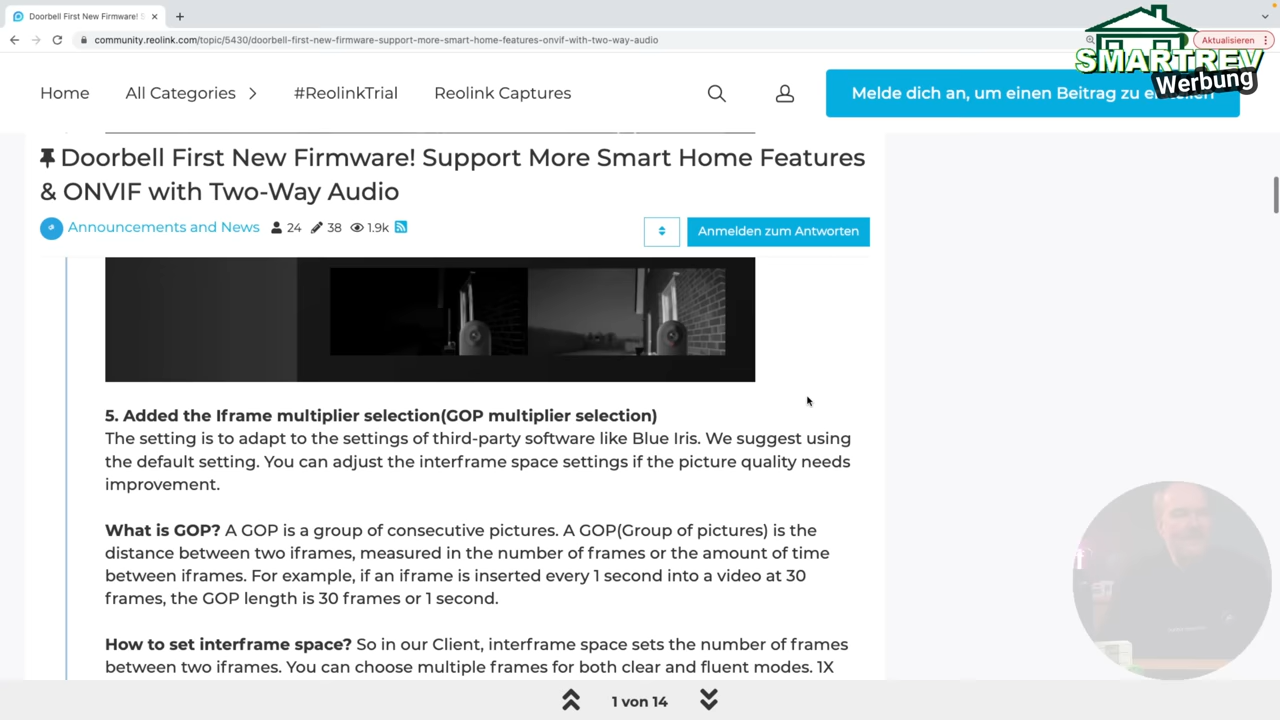 Doorbell First New Firmware! S
community.reolink.com/topic/5430/doorbell-first-new-firmware-support-more-smart-home-features-onvif-with-two-way-audio
Aktualisieren
SMARTREV
Werbung
Home
All Categories
#ReolinkTrial
Reolink Captures
Melde dich an, um einen Beitrag zu
Doorbell First New Firmware! Support More Smart Home Features
& ONVIF with Two-Way Audio
Announcements and News 24 38 1.9k
Anmelden zum Antworten
5. Added the Iframe multiplier selection(GOP multiplier selection)
The setting is to adapt to the settings of third-party software like Blue Iris. We suggest using
the default setting. You can adjust the interframe space settings if the picture quality needs
improvement.
What is GOP? A GOP is a group of consecutive pictures. A GOP(Group of pictures) is the
distance between two iframes, measured in the number of frames or the amount of time
between iframes. For example, if an iframe is inserted every 1 second into a video at 30
frames, the GOP length is 30 frames or 1 second.
How to set interframe space? So in our Client, interframe space sets the number of frames
between two iframes. You can choose multiple frames for both clear and fluent modes. 1X
1 von 14